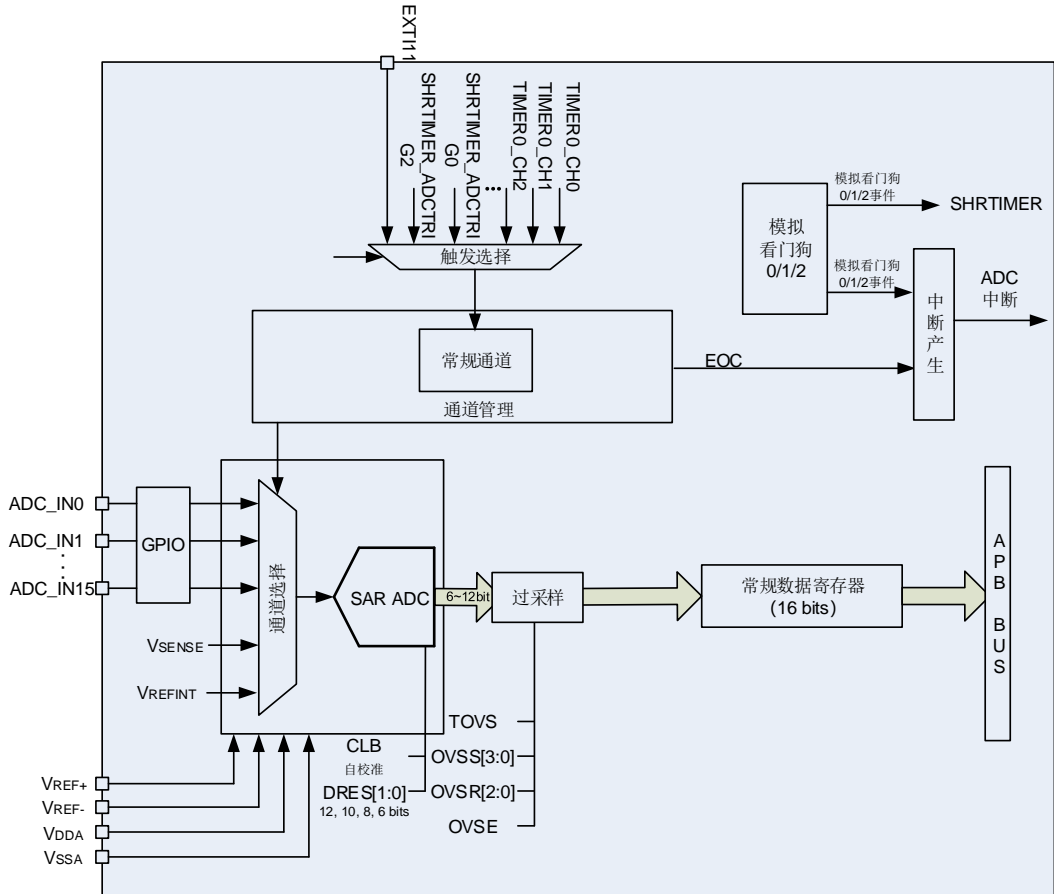 EXTI11
SHRTIMER_ADCTRI
G2
SHRTIMER_ADCTRI
G0
...
TIMER0_CH2
TIMER0_CH1
TIMER0_CH0
触发选择
模拟
看门狗
0/1/2
模拟看门狗
0/1/2事件
SHRTIMER
模拟看门狗
0/1/2事件
中断产生
ADC
中断
常规通道
通道管理
EOC
ADC_IN0
ADC_IN1
ADC_IN15
GPIO
通道选择
VSENSE
VREFINT
SAR ADC
6~12bit
过采样
常规数据寄存器
(16 bits)
APB BUS
CLB
自校准
DRES[1:0]
12, 10, 8, 6 bits
TOVS
OVSS[3:0]
OVSR[2:0]
OVSE
VREF+
VREF-
VDDA
VSSA